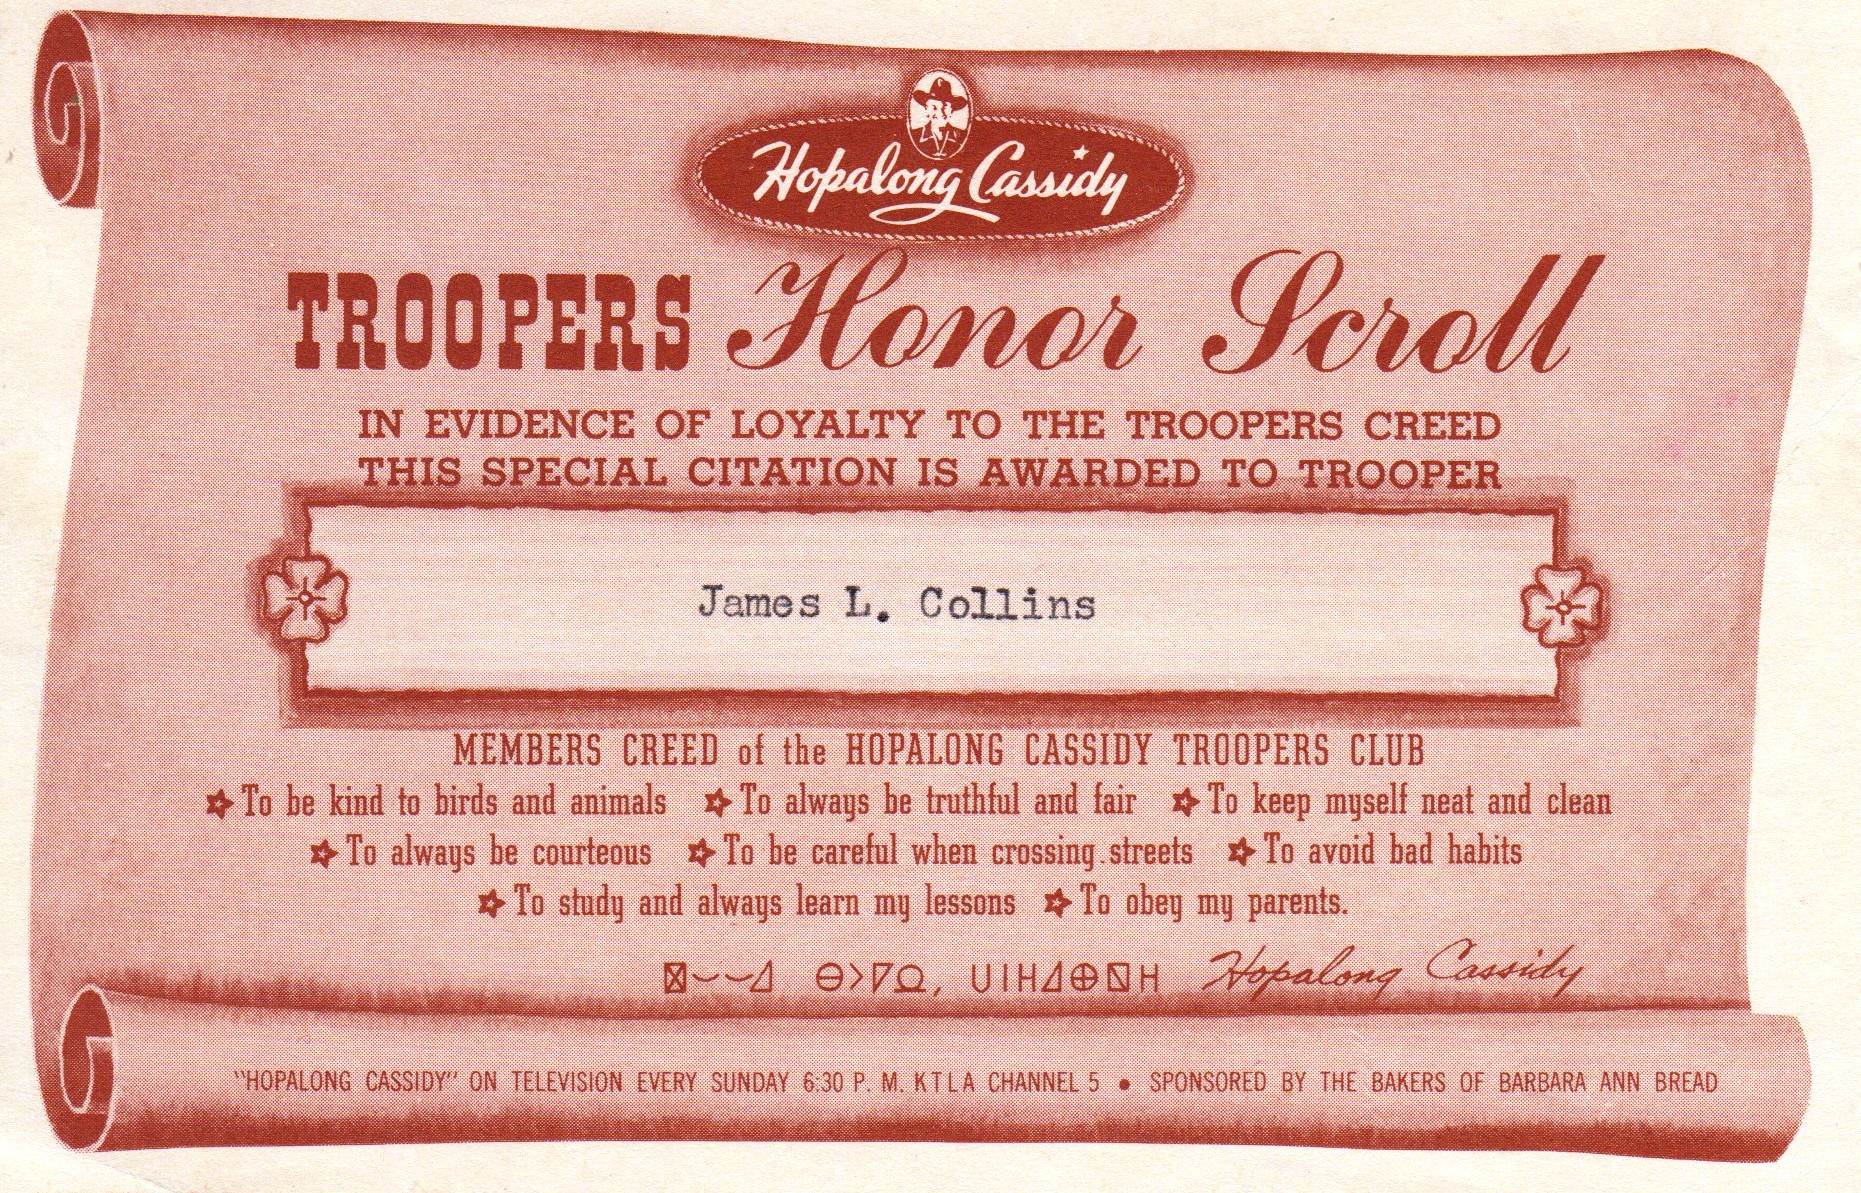 Hopalong Cassidy
TROOPERS Honor Scroll
IN EVIDENCE OF LOYALTY TO THE TROOPERS CREED
THIS SPECIAL CITATION IS AWARDED TO TROOPER
James L. Collins
MEMBERS CREED of the HOPALONG CASSIDY TROOPERS CLUB
To be kind to birds and animals To always be truthful and fair To keep myself neat and clean
To always be courteous To be careful when crossing streets To avoid bad habits
To study and always learn my lessons To obey my parents.
Hopalong Cassidy
"HOPALONG CASSIDY" ON TELEVISION EVERY SUNDAY 6:30 P. M. KTLA CHANNEL 5 • SPONSORED BY THE BAKERS OF BARBARA ANN BREAD